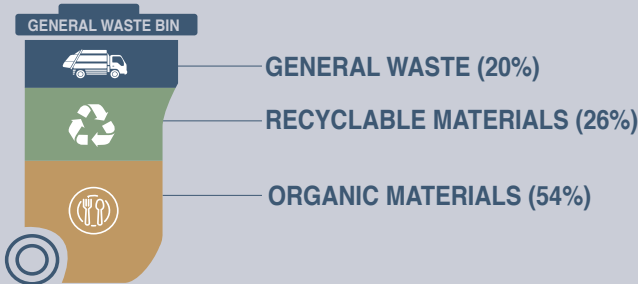 GENERAL WASTE BIN
GENERAL WASTE (20%)
RECYCLABLE MATERIALS (26%)
ORGANIC MATERIALS (54%)